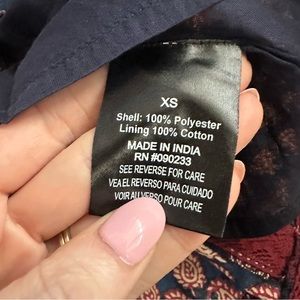 XS
Shell: 100% Polyester
Lining 100% Cotton
MADE IN INDIA
RN #090233
SEE REVERSE FOR CARE
VEA EL REVERSO PARA CUIDADO
VOIR AU VERSO POUR CARE